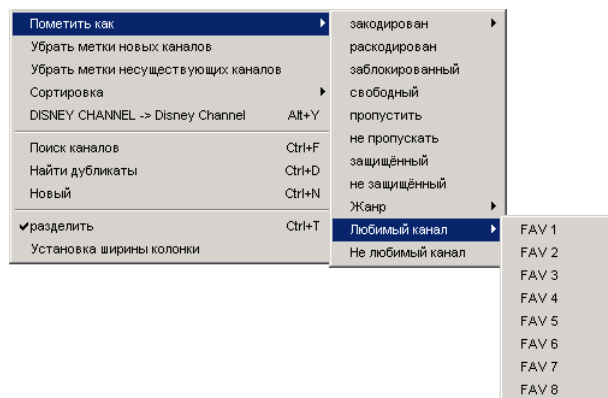 Пометить как
Убрать метки новых каналов
Убрать метки несуществующих каналов
Сортировка
DISNEY CHANNEL -> Disney Channel Alt+Y
Поиск каналов Ctrl+F
Найти дубликаты Ctrl+D
Новый Ctrl+N
разделить Ctrl+T
Установка ширины колонки
закодирован
раскодирован
заблокированный
свободный
пропустить
не пропускать
защищённый
не защищённый
Жанр
Любимый канал
Не любимый канал
FAV 1
FAV 2
FAV 3
FAV 4
FAV 5
FAV 6
FAV 7
FAV 8